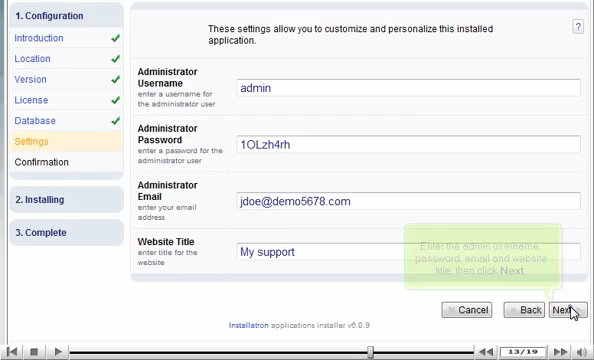 1. Configuration
Introduction
Location
Version
License
Database
Settings
Confirmation
2. Installing
3. Complete
These settings allow you to customize and personalize this installed
application.
?
Administrator
Username
enter a username for
the administrator user
admin
Administrator
Password
enter a password for the
administrator user
1OLzh4rh
Administrator
Email
enter your email
address
jdoe@demo5678.com
Website Title
enter title for the
website
My support
Enter the admin username,
password, email and website
title, then click Next.
Cancel
Back
Next
Installatron applications installer v6.0.9
13/19